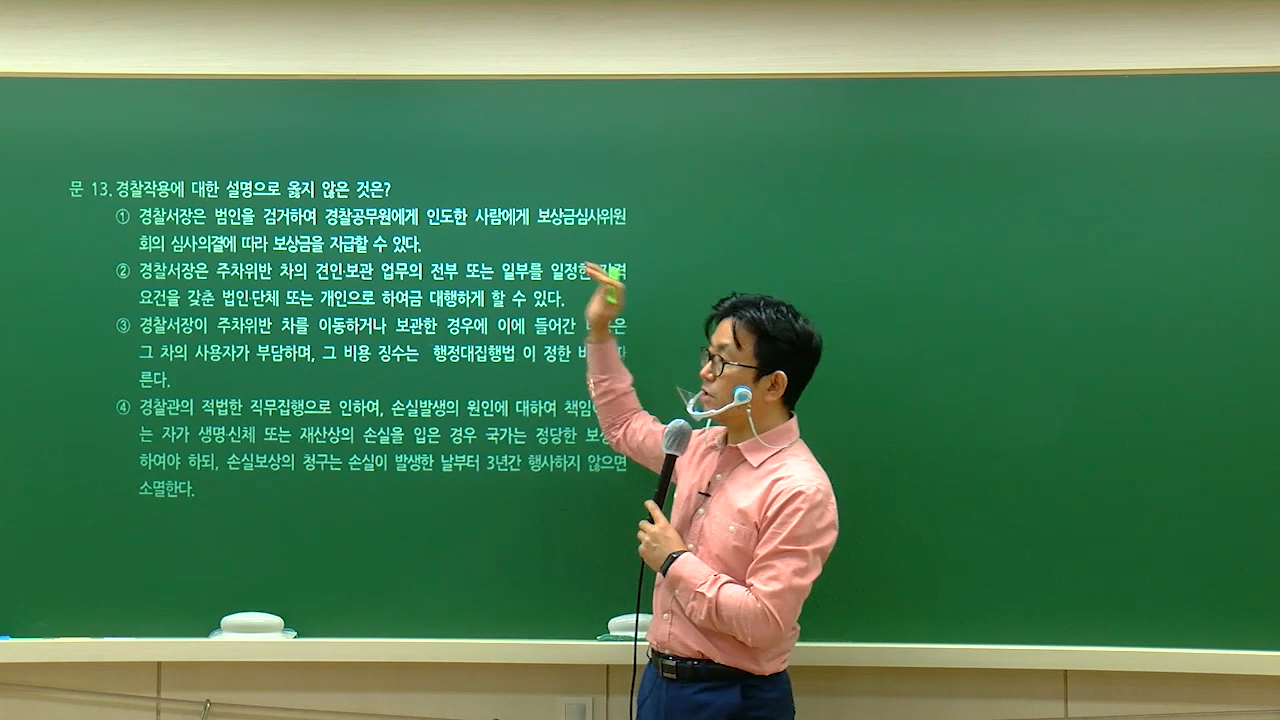 문 13. 경찰작용에 대한 설명으로 옳지 않은 것은?
① 경찰서장은 범인을 검거하여 경찰공무원에게 인도한 사람에게 보상금심사위원
회의 심사의결에 따라 보상금을 지급할 수 있다.
② 경찰서장은 주차위반 차의 견인·보관 업무의 전부 또는 일부를 일정한
요건을 갖춘 법인·단체 또는 개인으로 하여금 대행하게 할 수 있다.
③ 경찰서장이 주차위반 차를 이동하거나 보관한 경우에 이에 들어간
그 차의 사용자가 부담하며, 그 비용 징수는 행정대집행법 이 정한
른다.
④ 경찰관의 적법한 직무집행으로 인하여, 손실발생의 원인에 대하여 책임
는 자가 생명신체 또는 재산상의 손실을 입은 경우 국가는 정당한
하여야 하되, 손실보상의 청구는 손실이 발생한 날부터 3년간 행사하지 않으면
소멸한다.